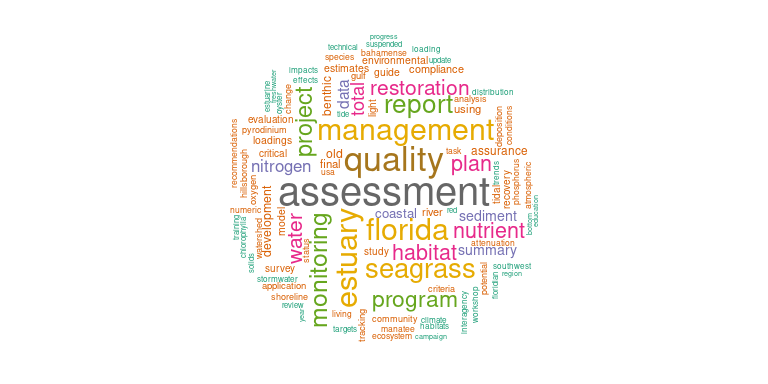 progress
technical suspended
bahamense loading
species environmental update
impacts estimates gulf guide compliance
effects benthic data total restoration distribution
estuarine freshwater oyster change project tide light report analysis
using
management
evaluation
pyrodinium
loadings
deposition conditions
recommendations hillsborough critical old quality task assurance
nitrogen final plan trends
usa
oxygen assessment recovery tidal phosphorus atmospheric
numeric development model coastal river red sediment
training chlorophyll watershed water estuary florida nutrient bottom education
solids status study habitat attenuation summary
monitoring
survey seagrass potential southwest
stormwater floridian region
application criteria
shoreline program
review interagency workshop
year living tracking community climate
targets manatee habitats
ecosystem campaign